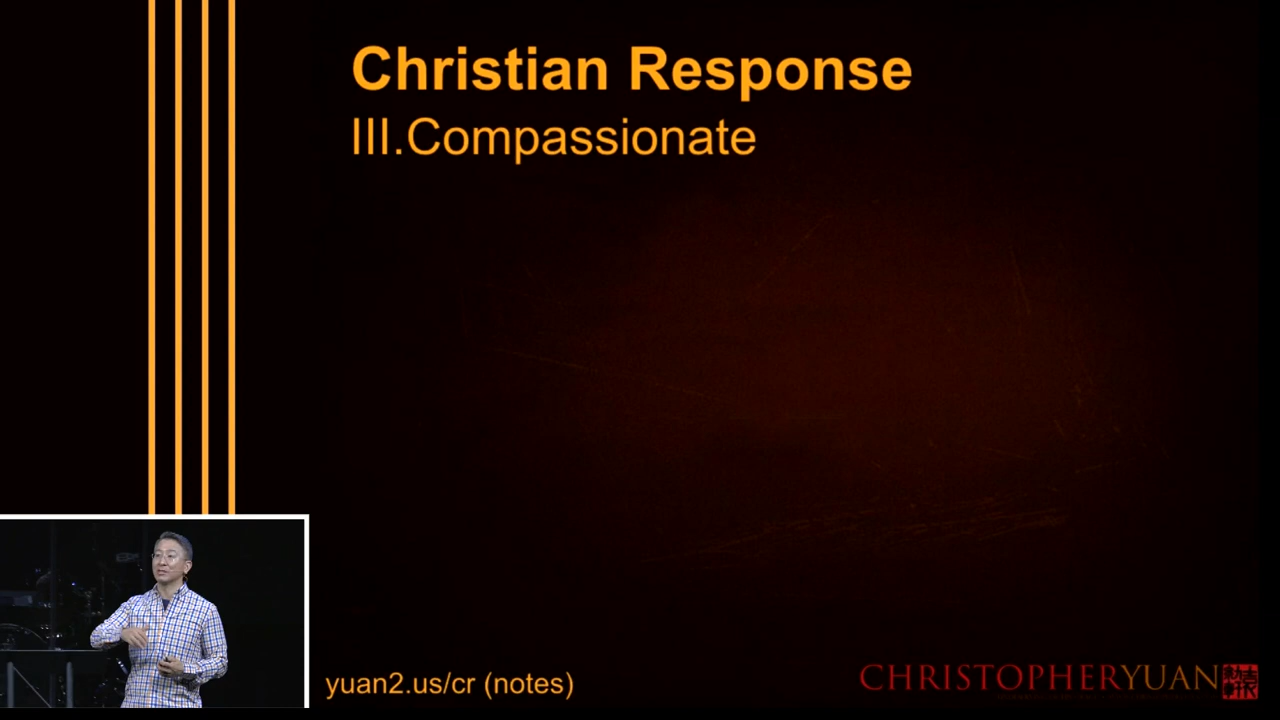 Christian Response
III.Compassionate
yuan2.us/cr (notes)
CHRISTOPHERYUAN